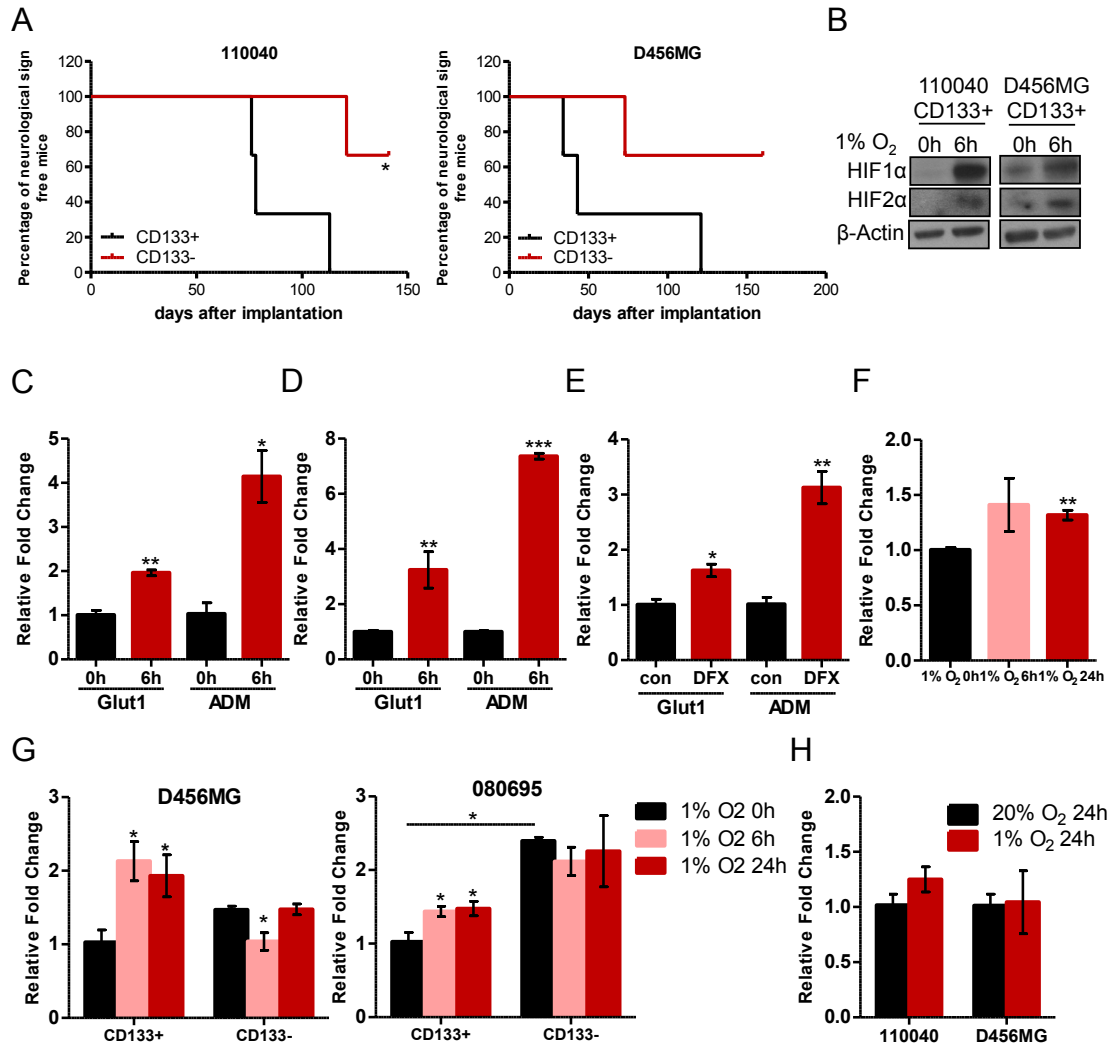 A
110040
Percentage of neurological sign
free mice
120
100
80
60
40
20
0
CD133+
CD133-
*
0
50
100
150
days after implantation
D456MG
Percentage of neurological sign
free mice
120
100
80
60
40
20
0
CD133+
CD133-
0
50
100
150
200
days after implantation
B
110040 D456MG
CD133+ CD133+
1% O2 0h 6h 0h 6h
HIF1α
HIF2α
β-Actin
C
Relative Fold Change
5
4
3
2
1
0
**
*
0h 6h 0h 6h
Glut1 ADM
D
Relative Fold Change
8
6
4
2
0
**
***
0h 6h 0h 6h
Glut1 ADM
E
Relative Fold Change
4
3
2
1
0
*
**
con DFX con DFX
Glut1 ADM
F
Relative Fold Change
2.0
1.5
1.0
0.5
0.0
**
1% O2 0h 1% O2 6h 1% O2 24h
G
D456MG
Relative Fold Change
3
2
1
0
* * *
CD133+ CD133-
080695
Relative Fold Change
3
2
1
0
*
* *
CD133+ CD133-
1% O2 0h
1% O2 6h
1% O2 24h
H
Relative Fold Change
2.0
1.5
1.0
0.5
0.0
20% O2 24h
1% O2 24h
110040 D456MG